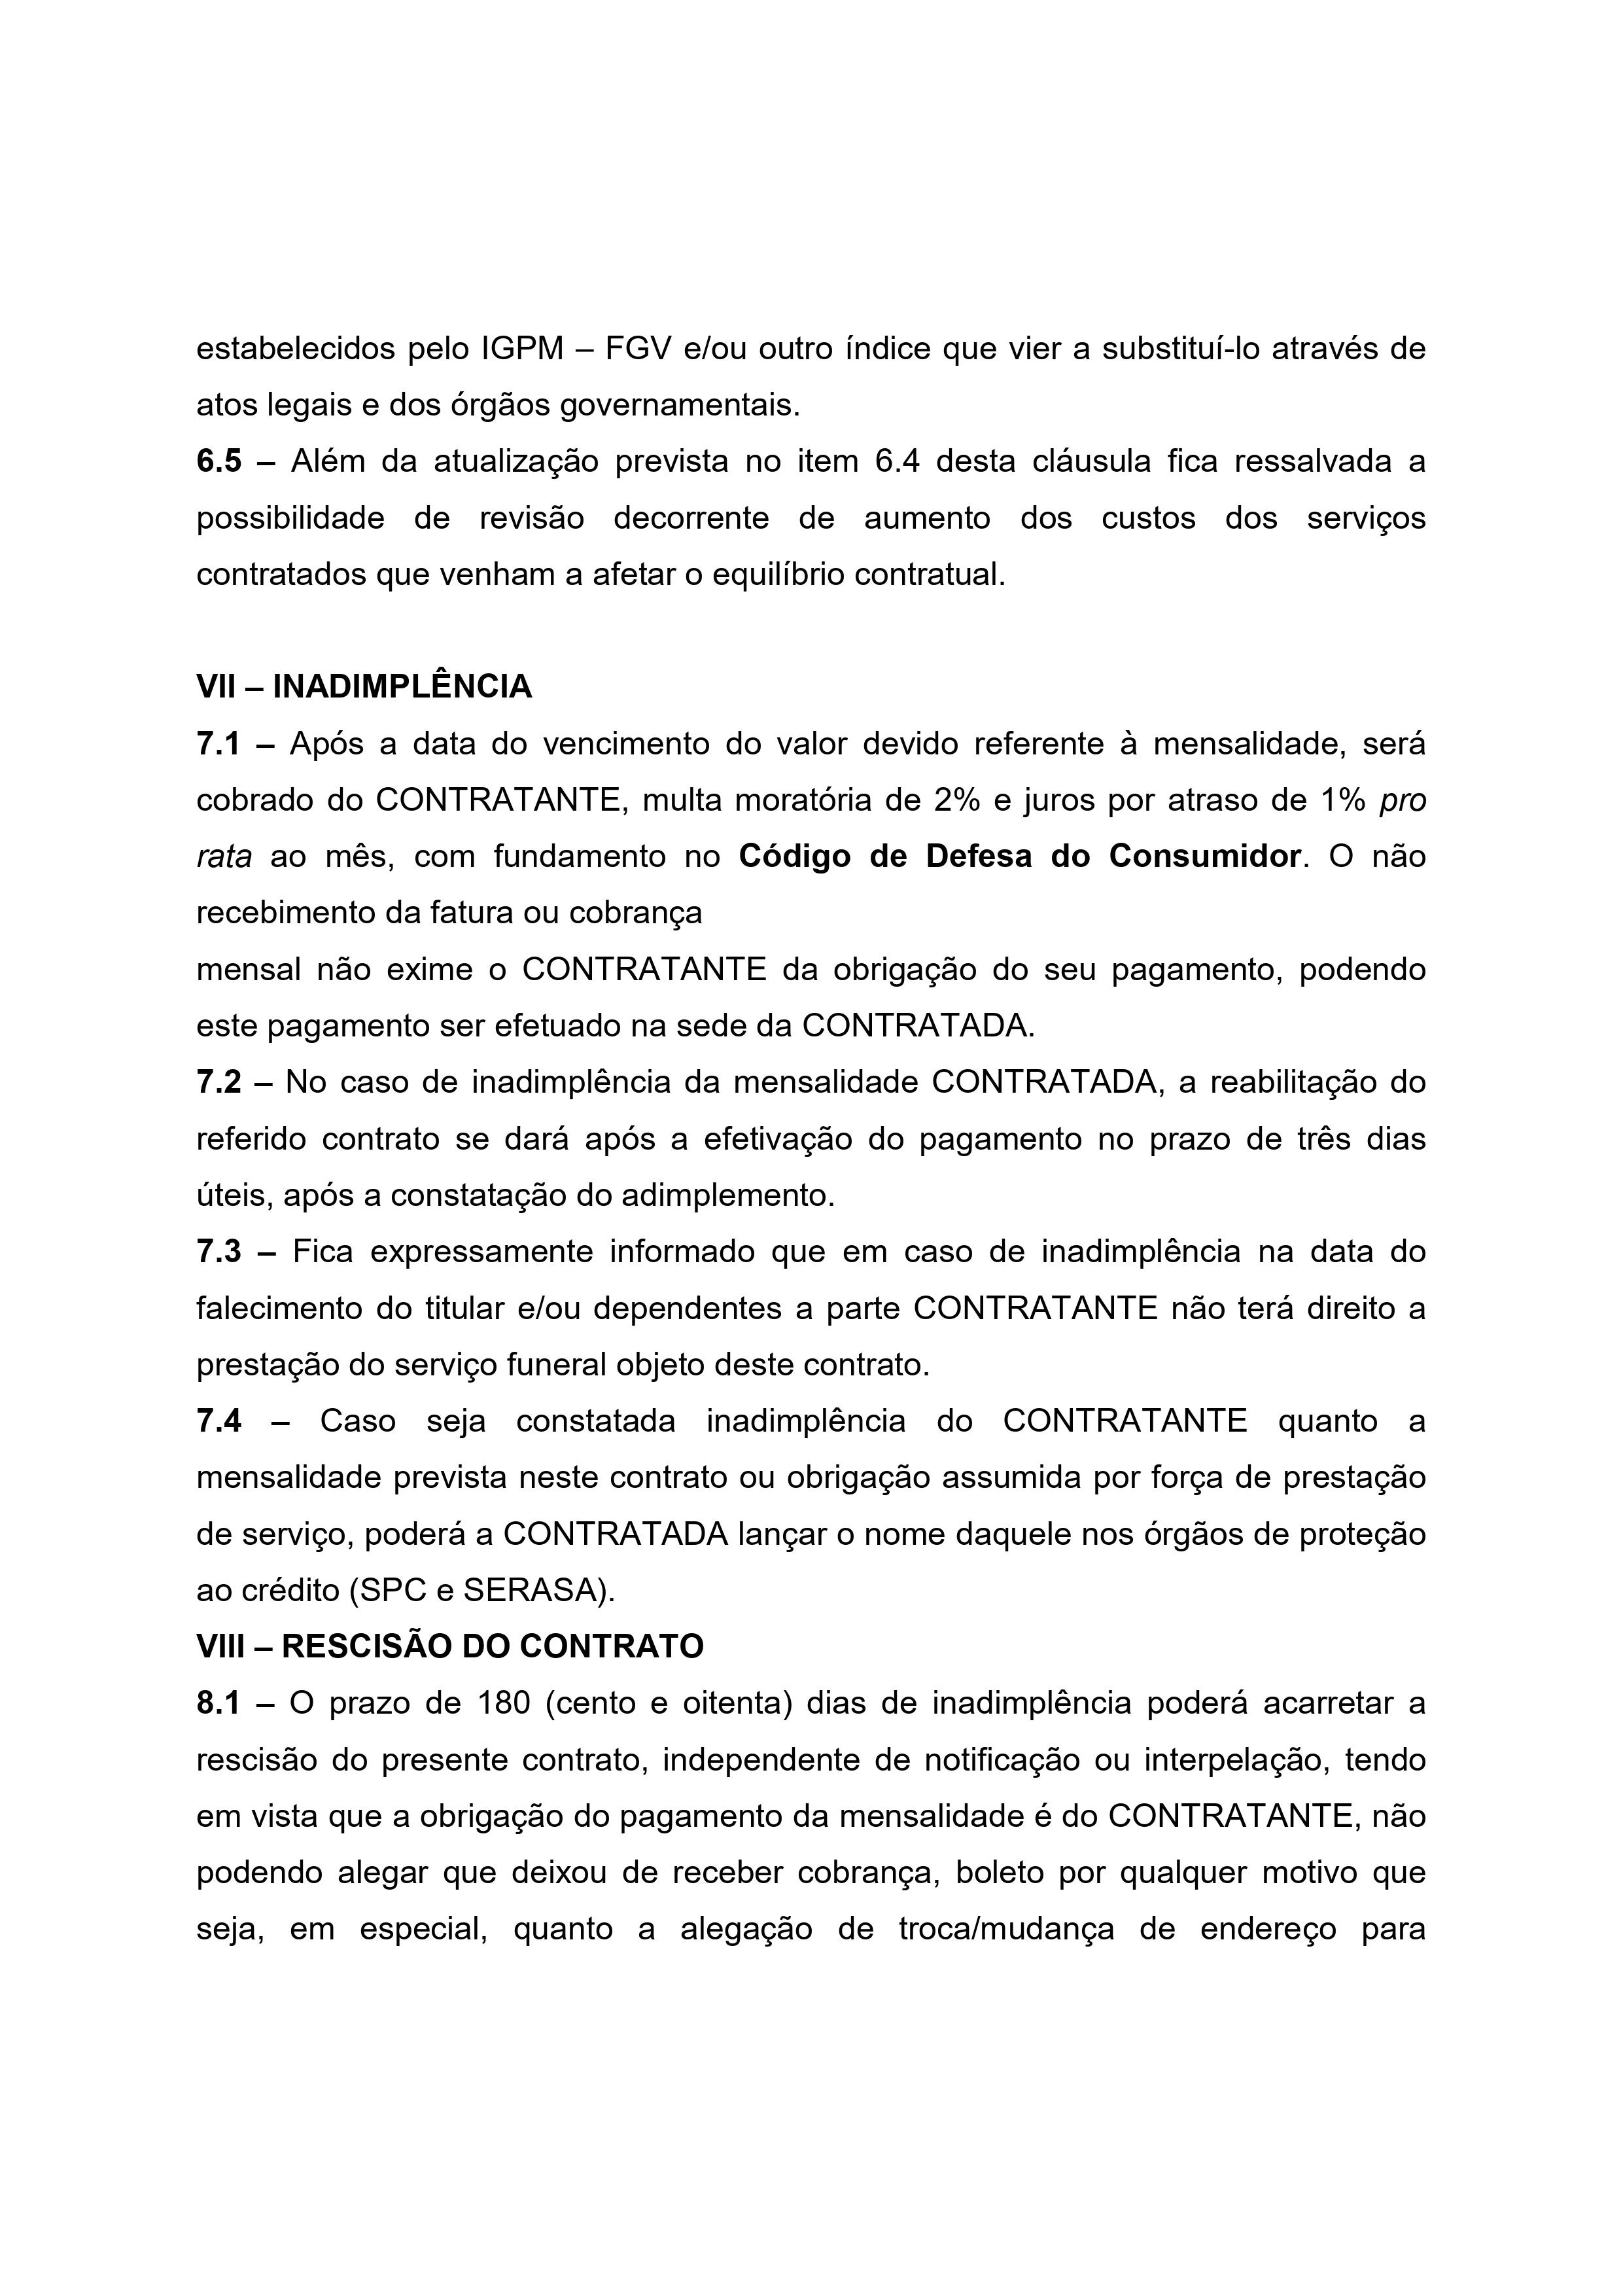 estabelecidos pelo IGPM – FGV e/ou outro índice que vier a substituí-lo através de
atos legais e dos órgãos governamentais.
6.5 – Além da atualização prevista no item 6.4 desta cláusula fica ressalvada a
possibilidade de revisão decorrente de aumento dos custos dos serviços
contratados que venham a afetar o equilíbrio contratual.
VII – INADIMPLÊNCIA
7.1 – Após a data do vencimento do valor devido referente à mensalidade, será
cobrado do CONTRATANTE, multa moratória de 2% e juros por atraso de 1% pro
rata ao mês, com fundamento no Código de Defesa do Consumidor. O não
recebimento da fatura ou cobrança
mensal não exime o CONTRATANTE da obrigação do seu pagamento, podendo
este pagamento ser efetuado na sede da CONTRATADA.
7.2 – No caso de inadimplência da mensalidade CONTRATADA, a reabilitação do
referido contrato se dará após a efetivação do pagamento no prazo de três dias
úteis, após a constatação do adimplemento.
7.3 – Fica expressamente informado que em caso de inadimplência na data do
falecimento do titular e/ou dependentes a parte CONTRATANTE não terá direito a
prestação do serviço funeral objeto deste contrato.
7.4 – Caso seja constatada inadimplência do CONTRATANTE quanto a
mensalidade prevista neste contrato ou obrigação assumida por força de prestação
de serviço, poderá a CONTRATADA lançar o nome daquele nos órgãos de proteção
ao crédito (SPC e SERASA).
VIII – RESCISÃO DO CONTRATO
8.1 – O prazo de 180 (cento e oitenta) dias de inadimplência poderá acarretar a
rescisão do presente contrato, independente de notificação ou interpelação, tendo
em vista que a obrigação do pagamento da mensalidade é do CONTRATANTE, não
podendo alegar que deixou de receber cobrança, boleto por qualquer motivo que
seja, em especial, quanto a alegação de troca/mudança de endereço para